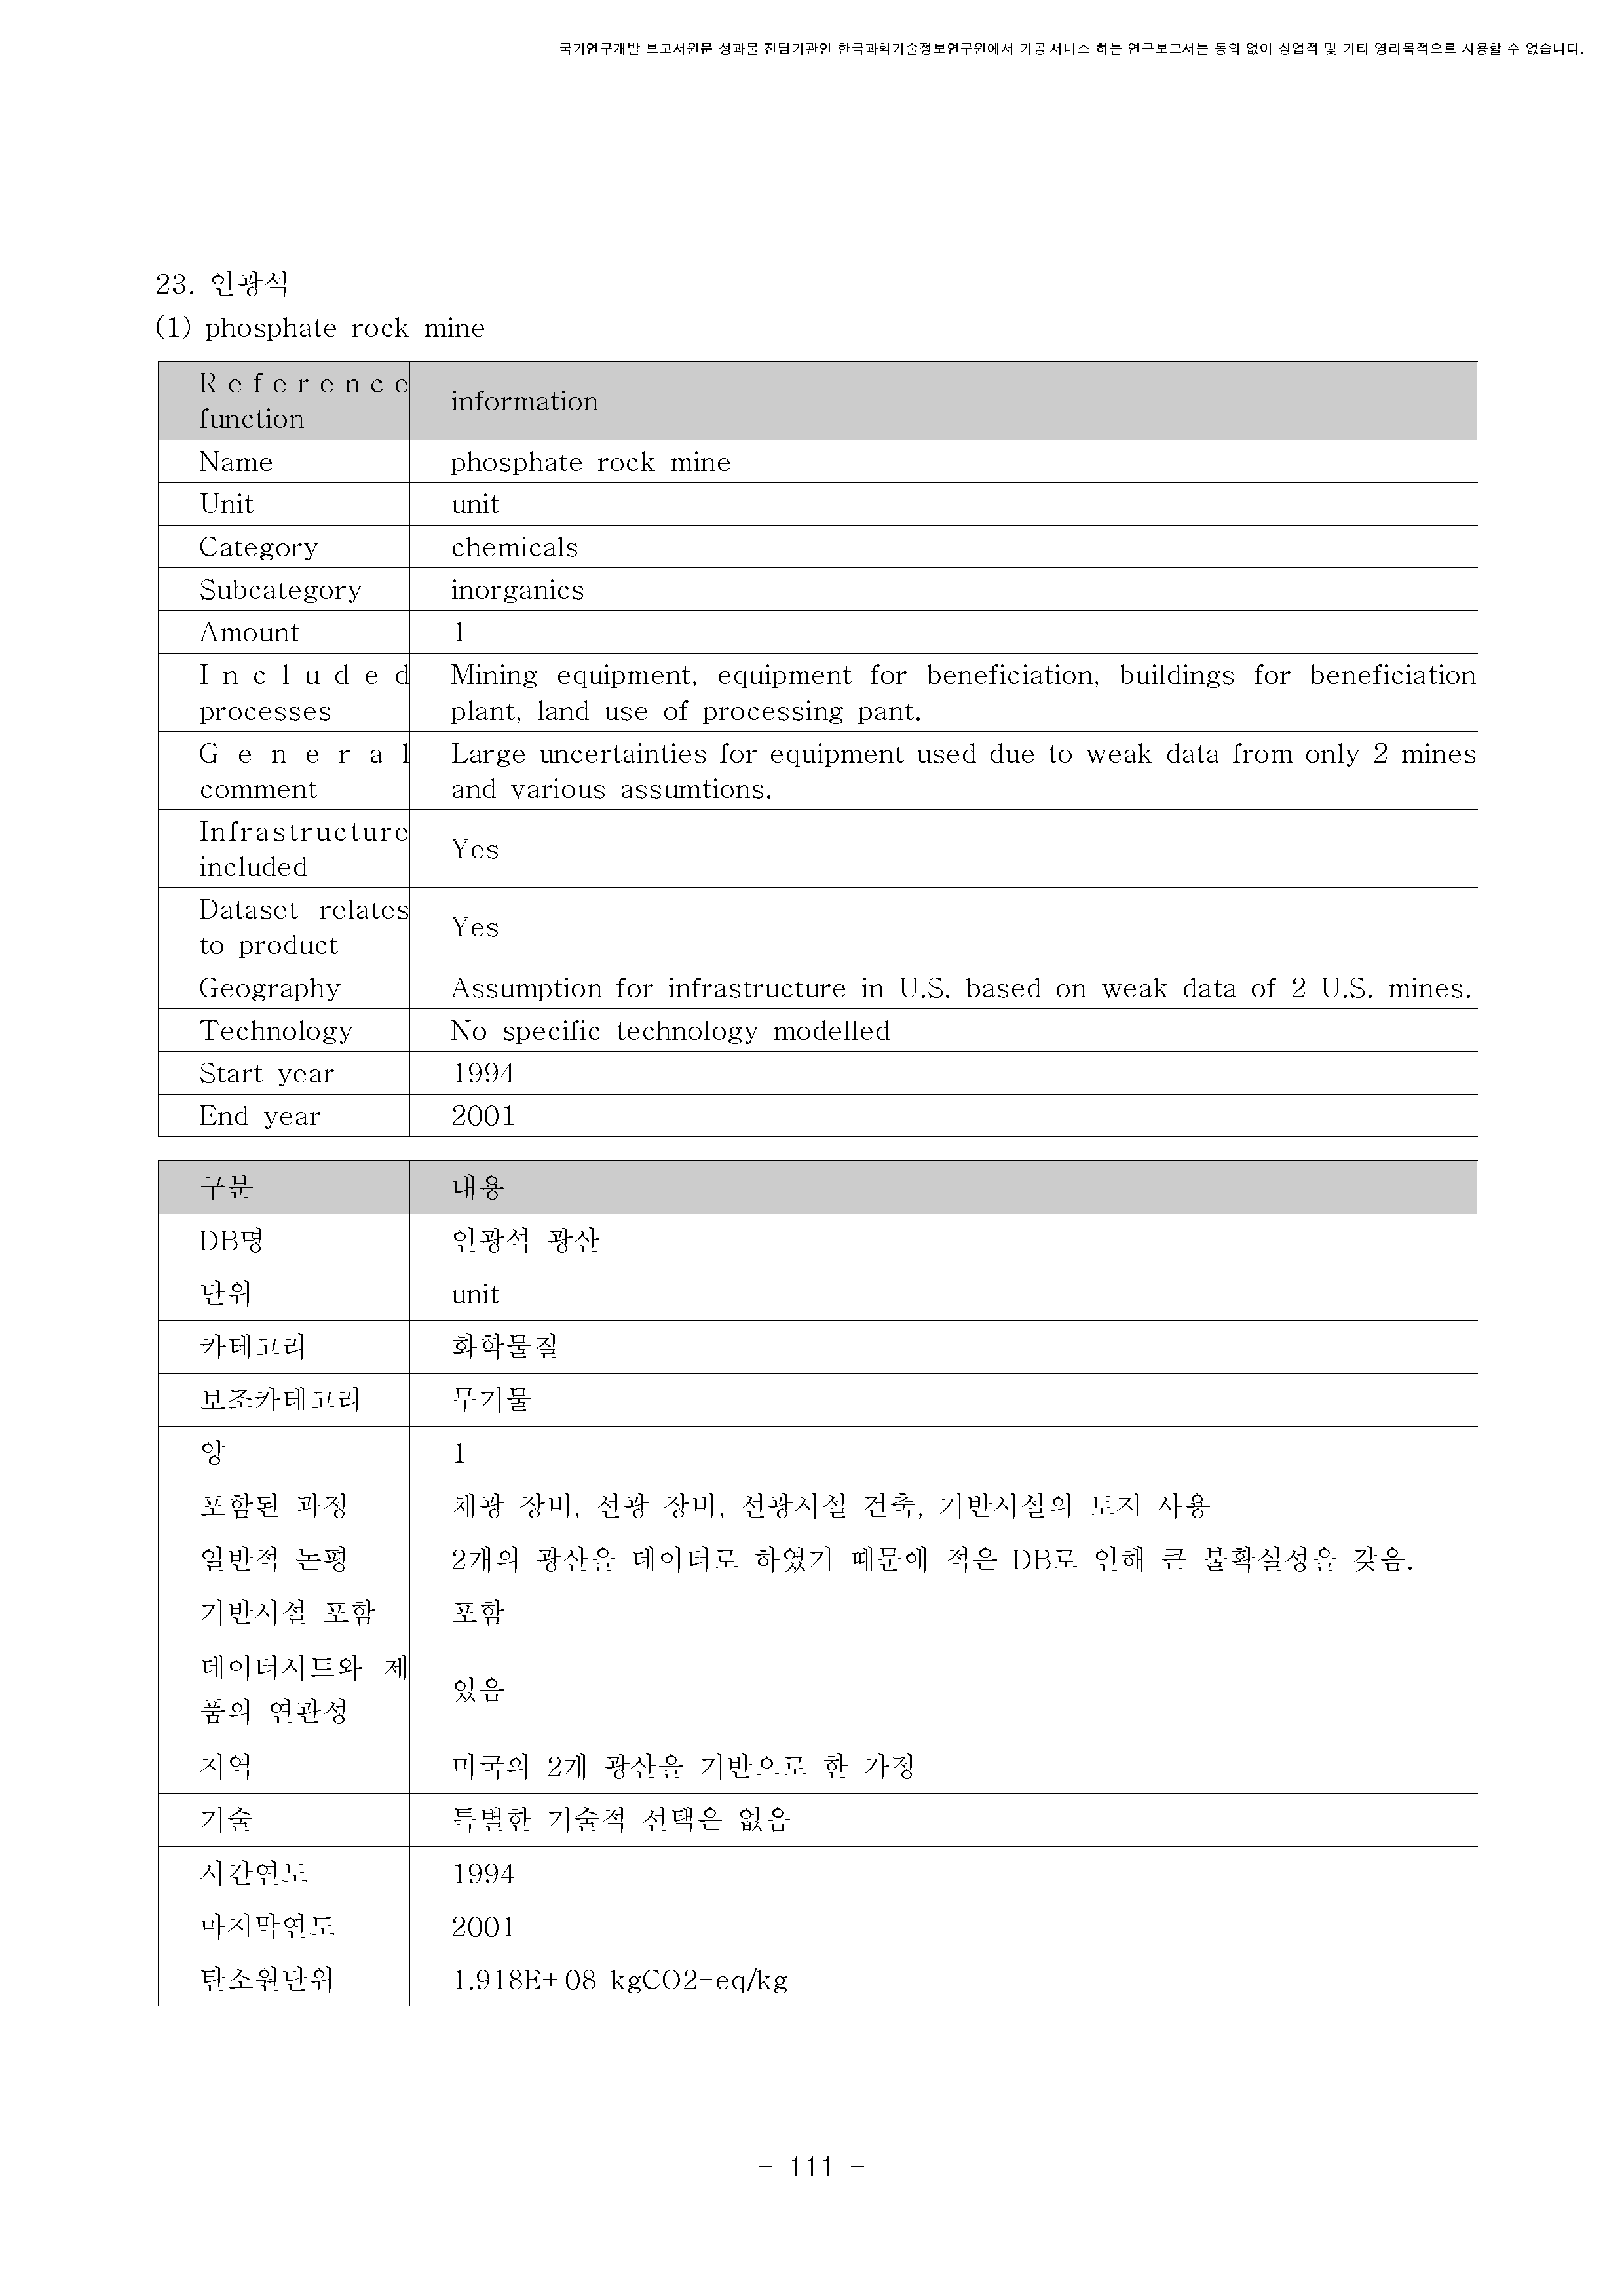 국가연구개발 보고서원문 성과물 전담기관인 한국과학기술정보연구원에서 가공·서비스 하는 연구보고서는 동의 없이 상업적 및 기타 영리목적으로 사용할 수 없습니다.
23. 인광석
(1) phosphate rock mine
Reference
function
information
Name
phosphate rock mine
Unit
unit
Category
chemicals
Subcategory
inorganics
Amount
1
Included
processes
Mining equipment, equipment for beneficiation, buildings for beneficiation
plant, land use of processing pant.
General
comment
Large uncertainties for equipment used due to weak data from only 2 mines
and various assumtions.
Infrastructure
included
Yes
Dataset relates
to product
Yes
Geography
Assumption for infrastructure in U.S. based on weak data of 2 U.S. mines.
Technology
No specific technology modelled
Start year
1994
End year
2001
구분
내용
DB명
인광석 광산
단위
unit
카테고리
화학물질
보조카테고리
무기물
양
1
포함된 과정
채광 장비, 선광 장비, 선광시설 건축, 기반시설의 토지 사용
일반적 논평
2개의 광산을 데이터로 하였기 때문에 적은 DB로 인해 큰 불확실성을 갖음.
기반시설 포함
포함
데이터시트와 제
품의 연관성
있음
지역
미국의 2개 광산을 기반으로 한 가정
기술
특별한 기술적 선택은 없음
시간연도
1994
마지막연도
2001
탄소원단위
1.918E+08 kgCO2-eq/kg
- 111 -